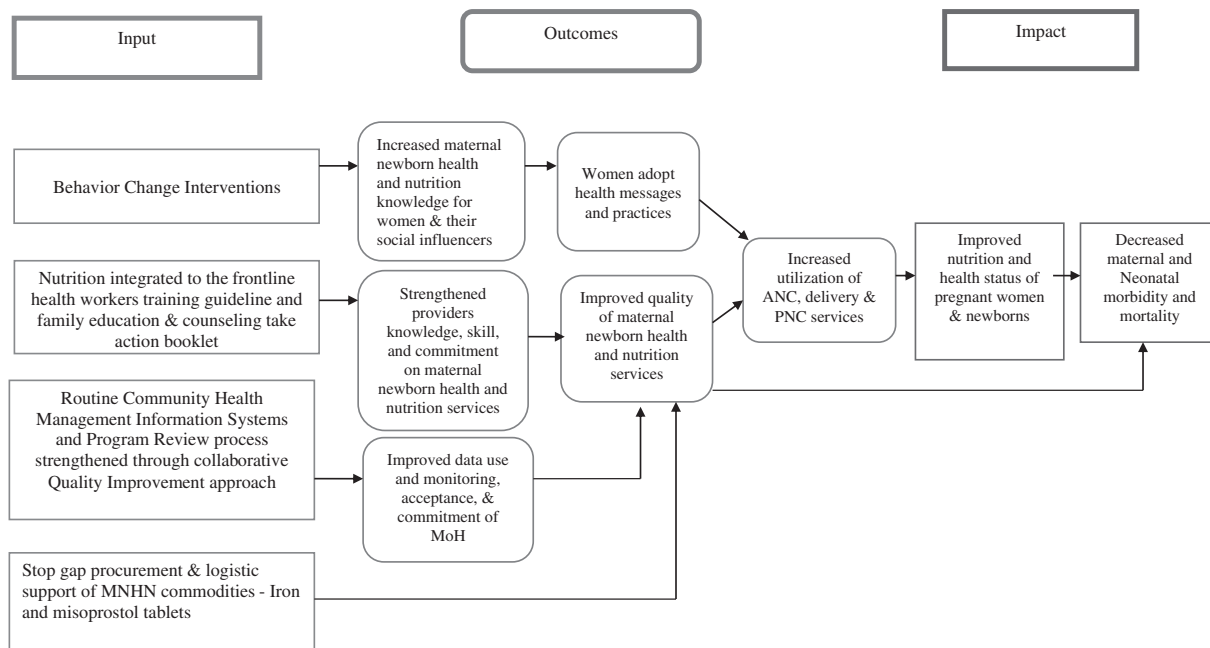 Input
Outcomes
Impact
Behavior Change Interventions
Increased maternal
newborn health
and nutrition
knowledge for
women & their
social influencers
Women adopt
health messages
and practices
Nutrition integrated to the frontline
health workers training guideline and
family education & counseling take
action booklet
Strengthened
providers
knowledge, skill,
and commitment
on maternal
newborn health and
nutrition services
Improved quality
of maternal
newborn health
and nutrition
services
Increased
utilization of
ANC, delivery &
PNC services
Improved
nutrition and
health status of
pregnant women
& newborns
Decreased
maternal and
Neonatal
morbidity and
mortality
Routine Community Health
Management Information Systems
and Program Review process
strengthened through collaborative
Quality Improvement approach
Improved data use
and monitoring,
acceptance, &
commitment of
MoH
Stop gap procurement & logistic
support of MNHN commodities - Iron
and misoprostol tablets